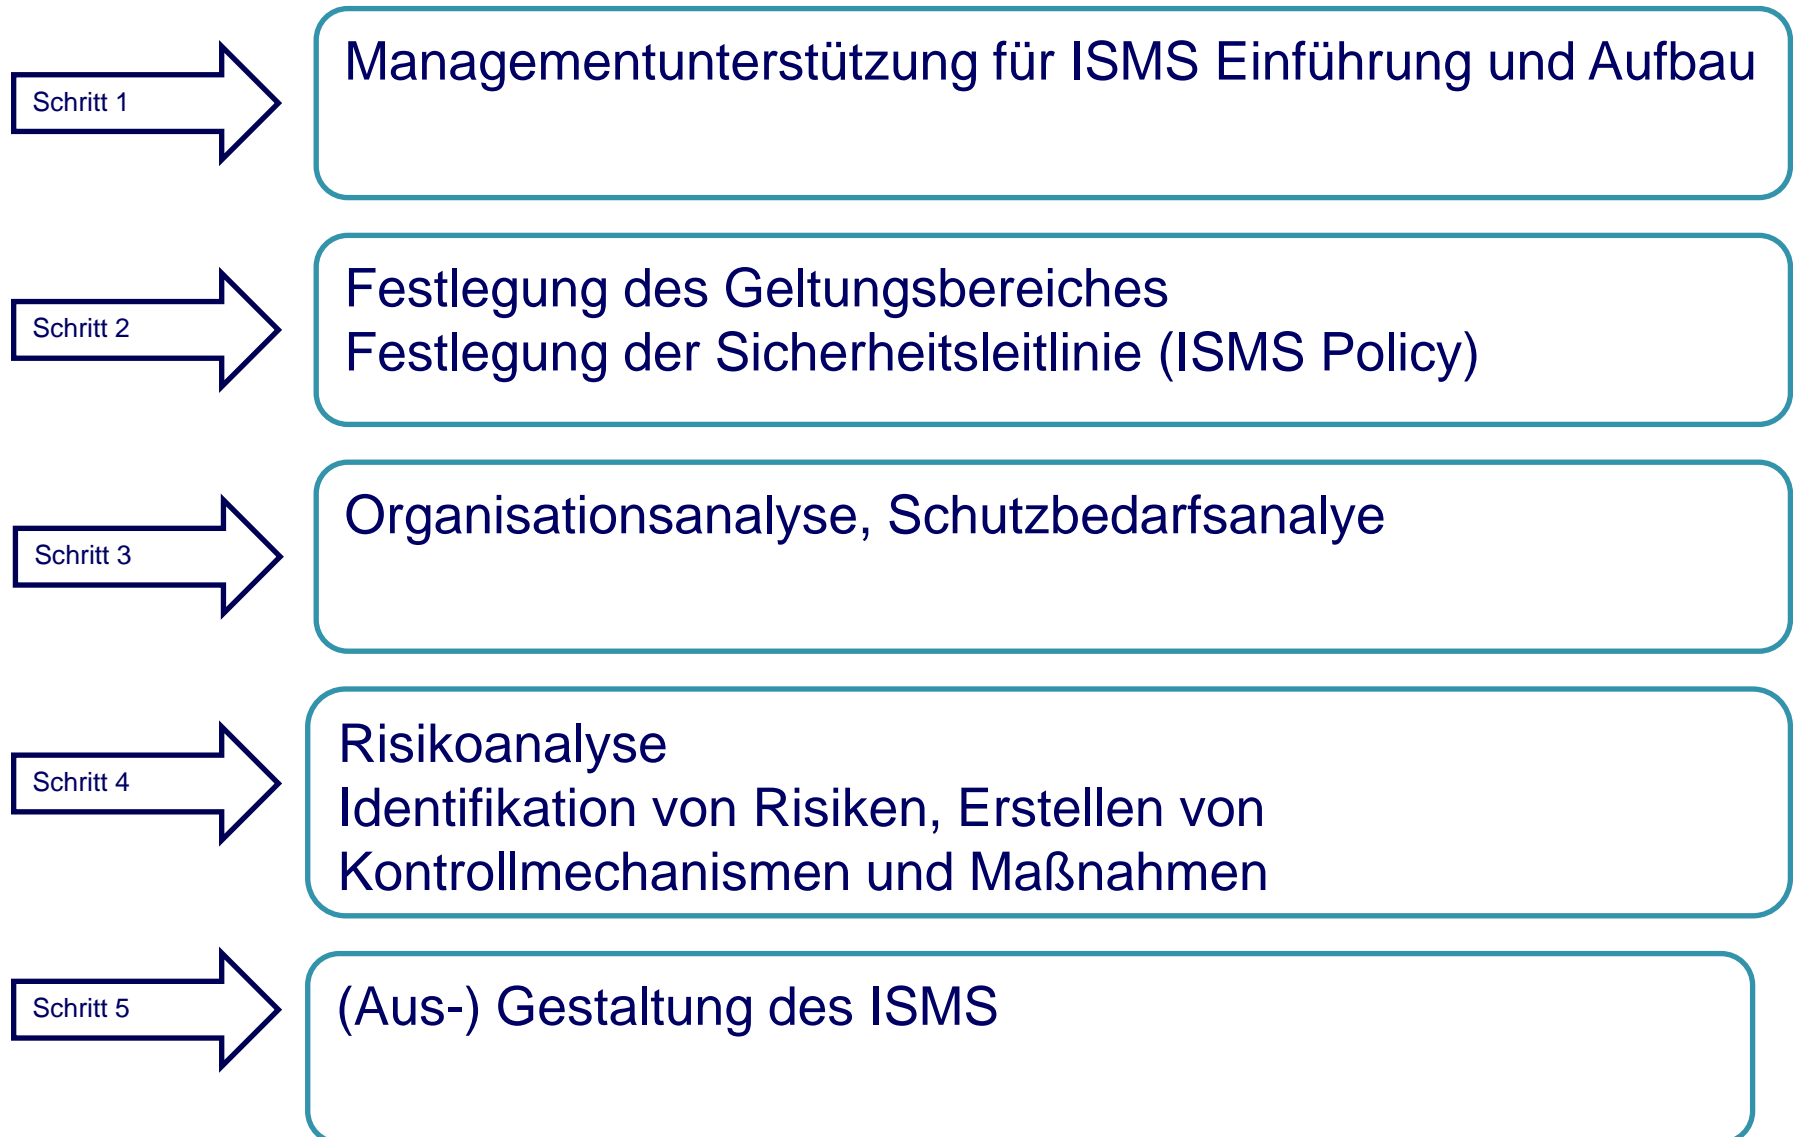 Schritt 1
Managementunterstützung für ISMS Einführung und Aufbau
Schritt 2
Festlegung des Geltungsbereiches
Festlegung der Sicherheitsleitlinie (ISMS Policy)
Schritt 3
Organisationsanalyse, Schutzbedarfsanalye
Schritt 4
Risikoanalyse
Identifikation von Risiken, Erstellen von
Kontrollmechanismen und Maßnahmen
Schritt 5
(Aus-) Gestaltung des ISMS